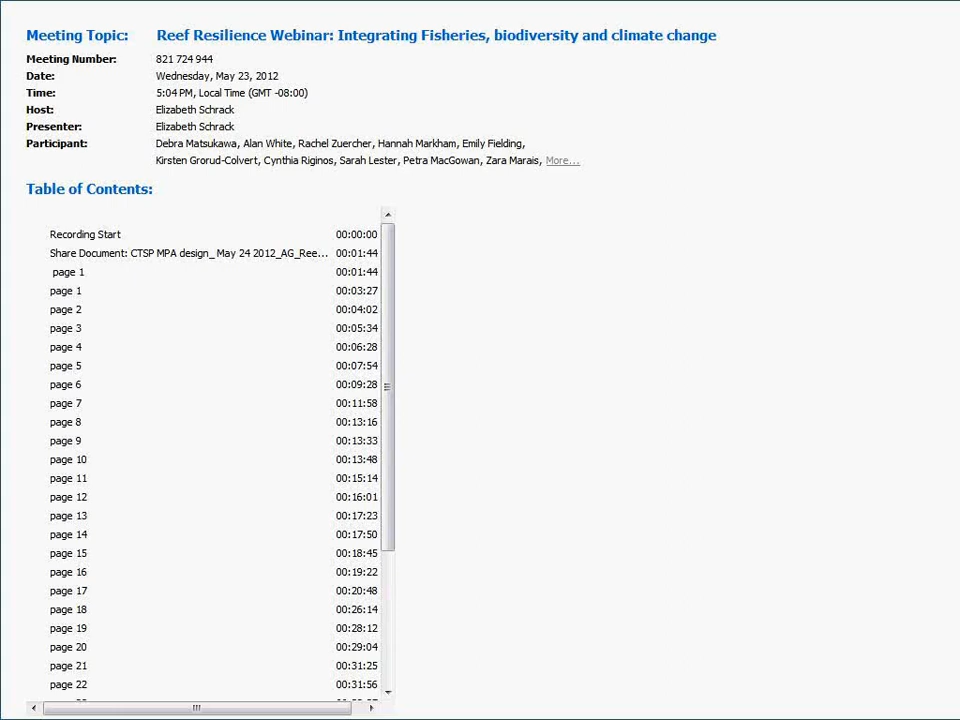 Meeting Topic: Reef Resilience Webinar: Integrating Fisheries, biodiversity and climate change
Meeting Number: 821 724 944
Date: Wednesday, May 23, 2012
Time: 5:04 PM, Local Time (GMT -08:00)
Host: Elizabeth Schrack
Presenter: Elizabeth Schrack
Participant: Debra Matsukawa, Alan White, Rachel Zuercher, Hannah Markham, Emily Fielding,
Kirsten Grorud-Colvert, Cynthia Riginos, Sarah Lester, Petra MacGowan, Zara Marais, More...
Table of Contents:
Recording Start 00:00:00
Share Document: CTSP MPA design_ May 24 2012_AG_Ree... 00:01:44
page 1 00:01:44
page 1 00:03:27
page 2 00:04:02
page 3 00:05:34
page 4 00:06:28
page 5 00:07:54
page 6 00:09:28
page 7 00:11:58
page 8 00:13:16
page 9 00:13:33
page 10 00:13:48
page 11 00:15:14
page 12 00:16:01
page 13 00:17:23
page 14 00:17:50
page 15 00:18:45
page 16 00:19:22
page 17 00:20:48
page 18 00:26:14
page 19 00:28:12
page 20 00:29:04
page 21 00:31:25
page 22 00:31:56